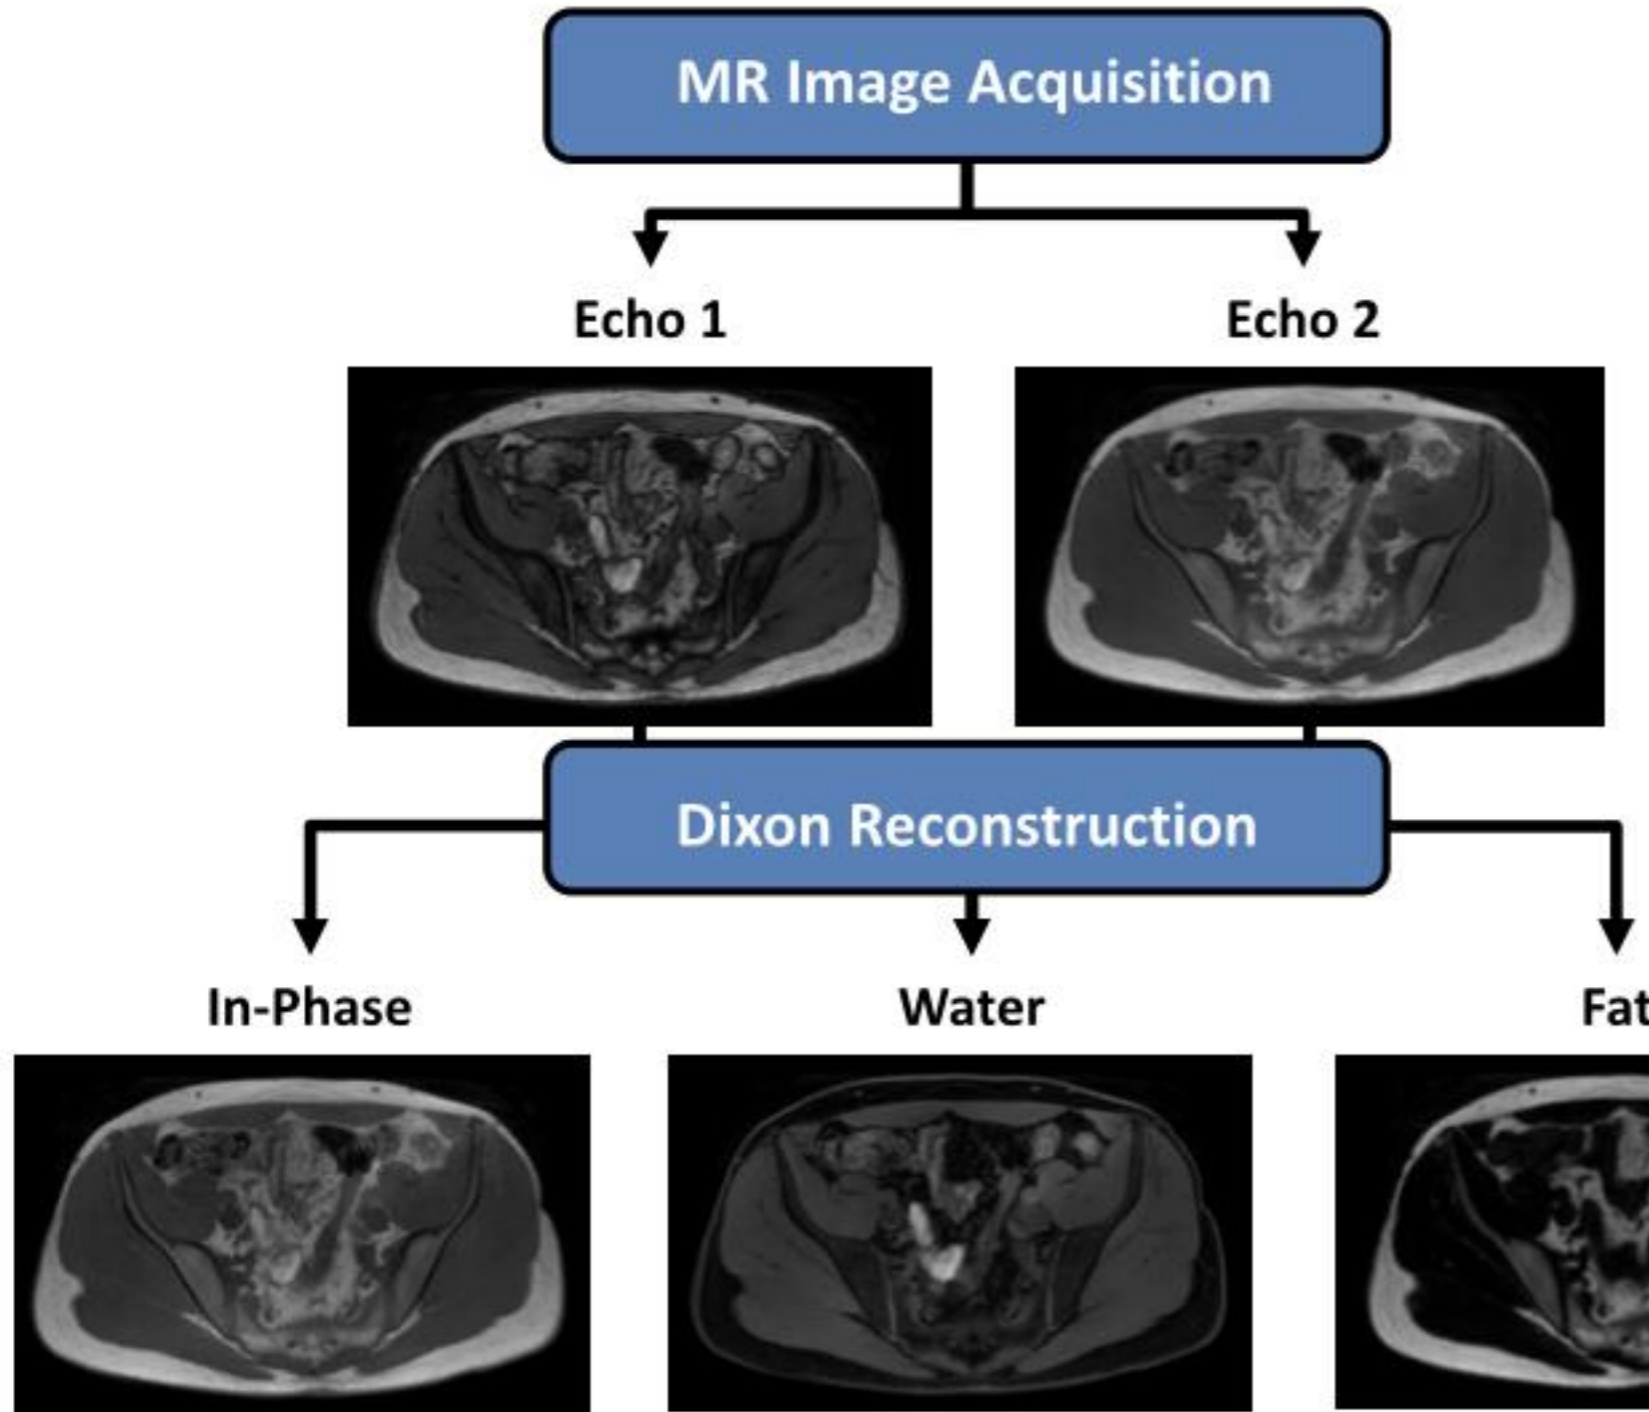 MR Image Acquisition
Echo 1
Echo 2
Dixon Reconstruction
In-Phase
Water
Fat